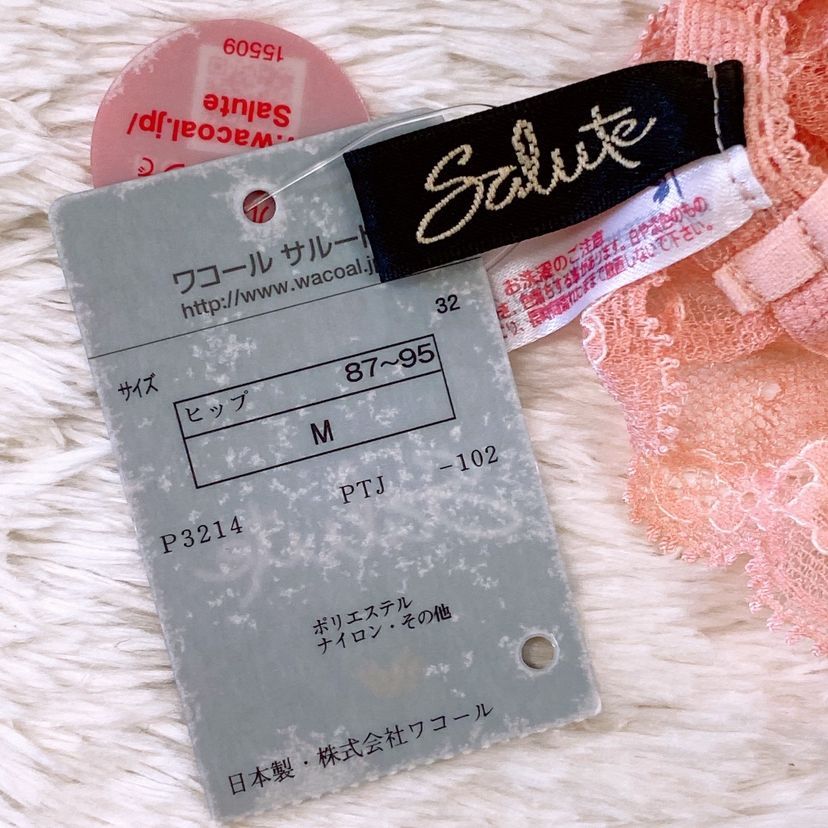 15509
Salute
.wacoal.jp/
Salute
ワコール サルート
http://www.wacoal.j
32
サイズ
ヒップ 87~95
M
P3214 PTJ -102
ポリエステル
ナイロン・その他
日本製・株式会社ワコール
お洗濯のご注意